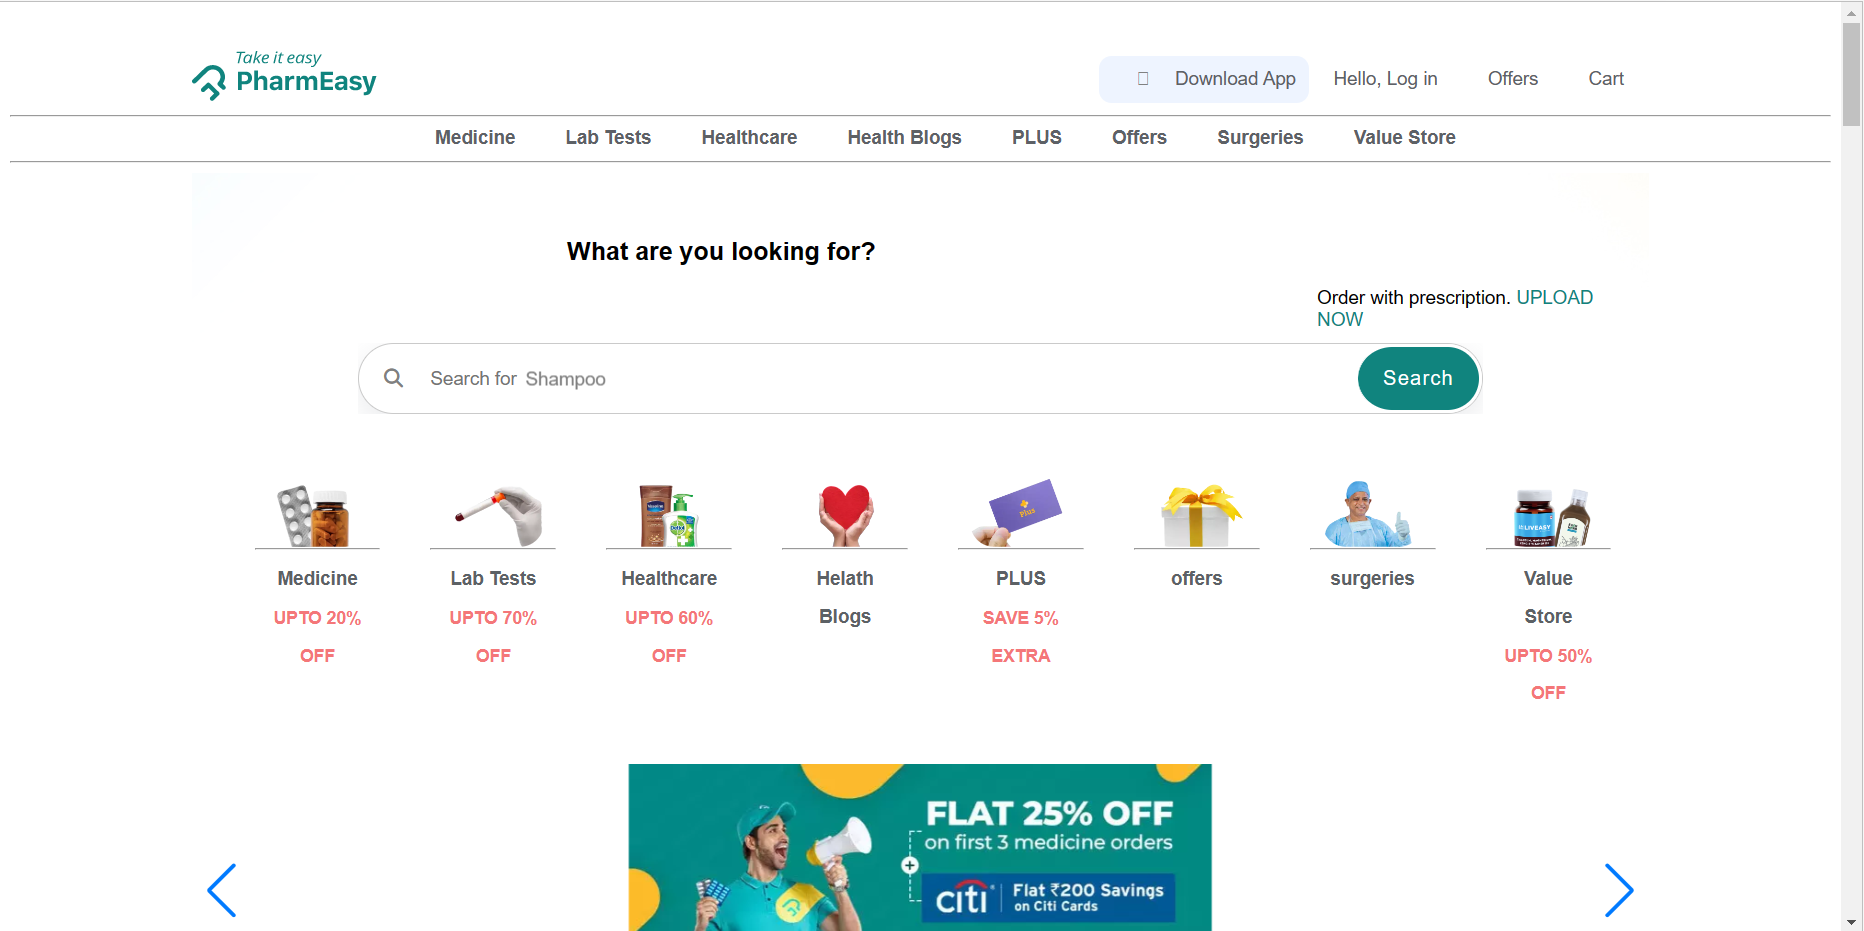 Take it easy
PharmEasy
Download App Hello, Log in Offers Cart
Medicine Lab Tests Healthcare Health Blogs PLUS Offers Surgeries Value Store
What are you looking for?
Order with prescription. UPLOAD
NOW
Search for Shampoo Search
Plus
Dettol
LIVEASY
Medicine
UPTO 20%
OFF
Lab Tests
UPTO 70%
OFF
Healthcare
UPTO 60%
OFF
Helath
Blogs
PLUS
SAVE 5%
EXTRA
offers
surgeries
Value
Store
UPTO 50%
OFF
FLAT 25% OFF
on first 3 medicine orders
citi Flat ₹200 Savings
on Citi Cards